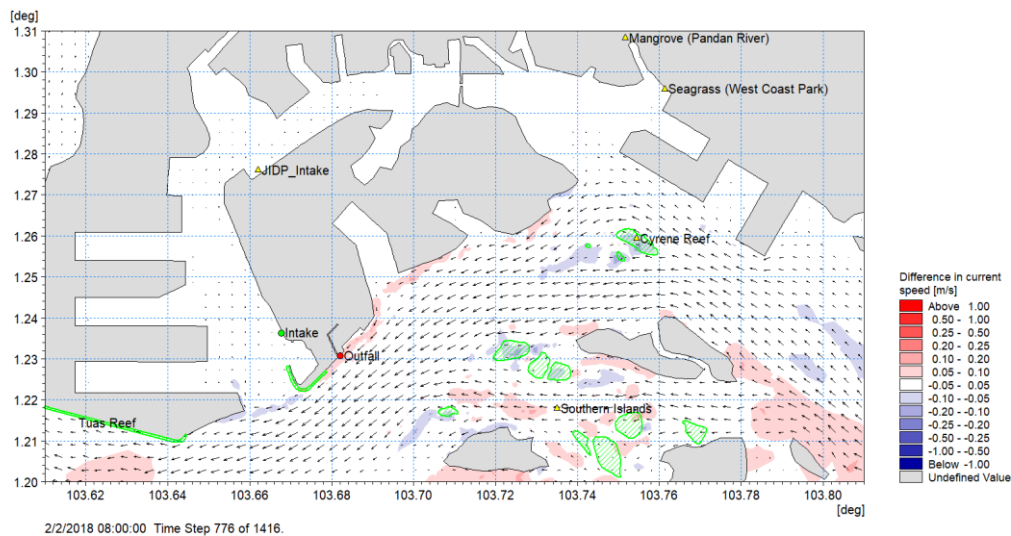 [deg]
1.31
1.30
1.29
1.28
1.27
1.26
1.25
1.24
1.23
1.22
1.21
1.20
Mangrove (Pandan River)
Seagrass (West Coast Park)
JIDP_Intake
Cyrene Reef
Intake
Outfall
Southern Islands
Tuas Reef
103.62 103.64 103.66 103.68 103.70 103.72 103.74 103.76 103.78 103.80
[deg]
2/2/2018 08:00:00 Time Step 776 of 1416.
Difference in current
speed [m/s]
Above 1.00
0.50 - 1.00
0.25 - 0.50
0.20 - 0.25
0.10 - 0.20
0.05 - 0.10
-0.05 - 0.05
-0.10 - -0.05
-0.20 - -0.10
-0.25 - -0.20
-0.50 - -0.25
-1.00 - -0.50
Below -1.00
Undefined Value